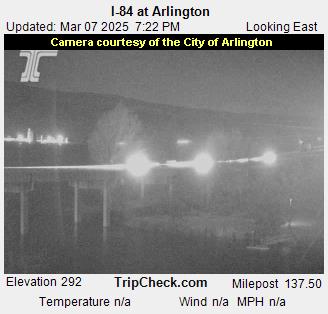 I-84 at Arlington
Updated: Mar 07 2025 7:22 PM Looking East
Camera courtesy of the City of Arlington
Elevation 292 TripCheck.com Milepost 137.50
Temperature n/a Wind n/a MPH n/a